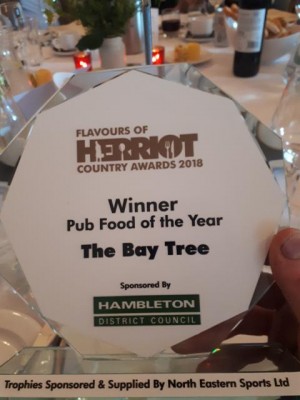 FLAVOURS OF
HERRIOT
COUNTRY AWARDS 2018
Winner
Pub Food of the Year
The Bay Tree
Sponsored By
HAMBLETON
DISTRICT COUNCIL
Trophies Sponsored & Supplied By North Eastern Sports Ltd